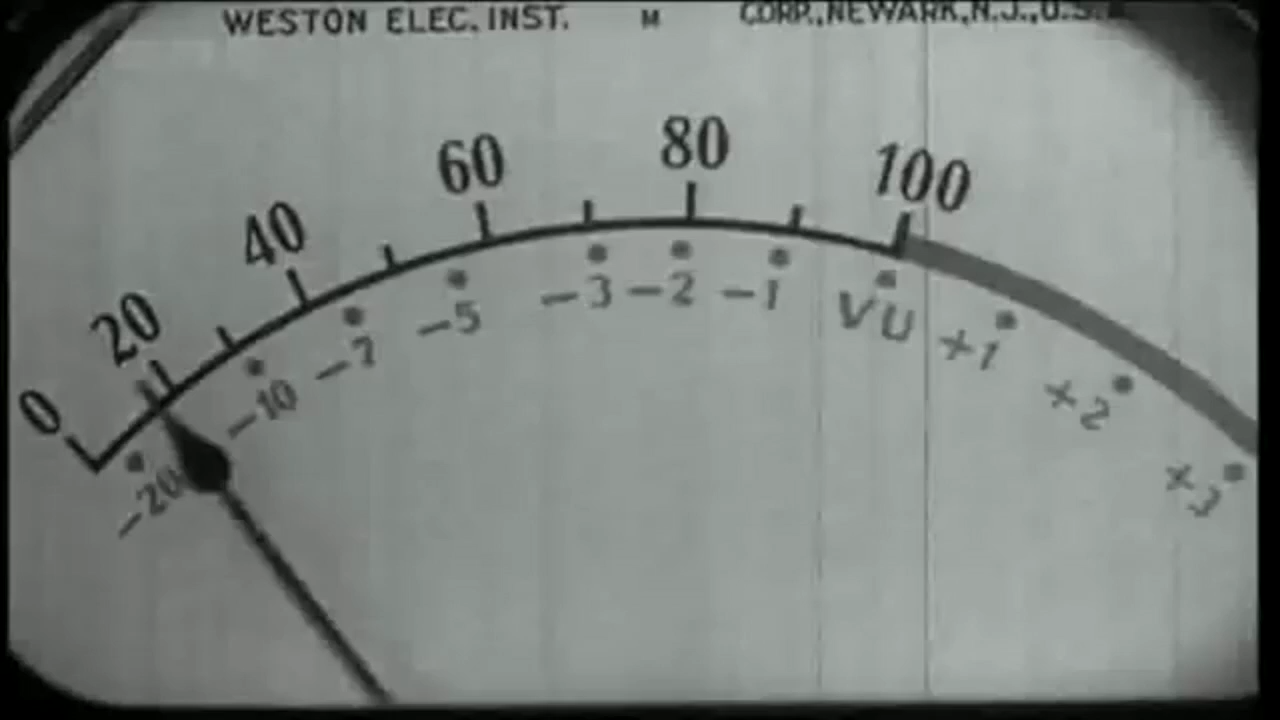 WESTON ELEC. INST. M CORP., NEWARK, N.J., U.S.A.
0 20 40 60 80 100
-20 -10 -7 -5 -3 -2 -1 VU +1 +2 +3